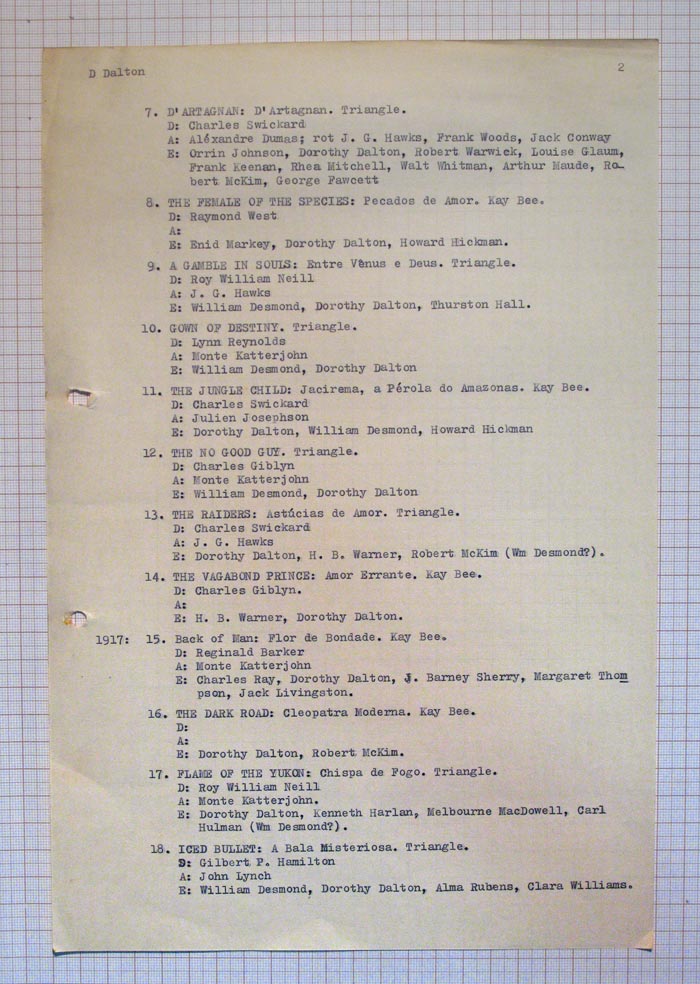 D Dalton 2
7. D'ARTAGNAN: D'Artagnan. Triangle.
D: Charles Swickard
A: Aléxandre Dumas; rot J. G. Hawks, Frank Woods, Jack Conway
E: Orrin Johnson, Dorothy Dalton, Robert Warwick, Louise Glaum,
Frank Keenan, Rhea Mitchell, Walt Whitman, Arthur Maude, Ro-
bert McKim, George Fawcett
8. THE FEMALE OF THE SPECIES: Pecados de Amor. Kay Bee.
D: Raymond West
A:
E: Enid Markey, Dorothy Dalton, Howard Hickman.
9. A GAMBLE IN SOULS: Entre Vênus e Deus. Triangle.
D: Roy William Neill
A: J. G. Hawks
E: William Desmond, Dorothy Dalton, Thurston Hall.
10. GOWN OF DESTINY. Triangle.
D: Lynn Reynolds
A: Monte Katterjohn
E: William Desmond, Dorothy Dalton
11. THE JUNGLE CHILD: Jacirema, a Pérola do Amazonas. Kay Bee.
D: Charles Swickard
A: Julien Josephson
E: Dorothy Dalton, William Desmond, Howard Hickman
12. THE NO GOOD GUY. Triangle.
D: Charles Giblyn
A: Monte Katterjohn
E: William Desmond, Dorothy Dalton
13. THE RAIDERS: Astúcias de Amor. Triangle.
D: Charles Swickard
A: J. G. Hawks
E: Dorothy Dalton, H. B. Warner, Robert McKim (Wm Desmond?).
14. THE VAGABOND PRINCE: Amor Errante. Kay Bee.
D: Charles Giblyn.
A:
E: H. B. Warner, Dorothy Dalton.
1917: 15. Back of Man: Flor de Bondade. Kay Bee.
D: Reginald Barker
A: Monte Katterjohn
E: Charles Ray, Dorothy Dalton, J. Barney Sherry, Margaret Thom
pson, Jack Livingston.
16. THE DARK ROAD: Cleopatra Moderna. Kay Bee.
D:
A:
E: Dorothy Dalton, Robert McKim.
17. FLAME OF THE YUKON: Chispa de Fogo. Triangle.
D: Roy William Neill
A: Monte Katterjohn.
E: Dorothy Dalton, Kenneth Harlan, Melbourne MacDowell, Carl
Hulman (Wm Desmond?).
18. ICED BULLET: A Bala Misteriosa. Triangle.
D: Gilbert P. Hamilton
A: John Lynch
E: William Desmond, Dorothy Dalton, Alma Rubens, Clara Williams.